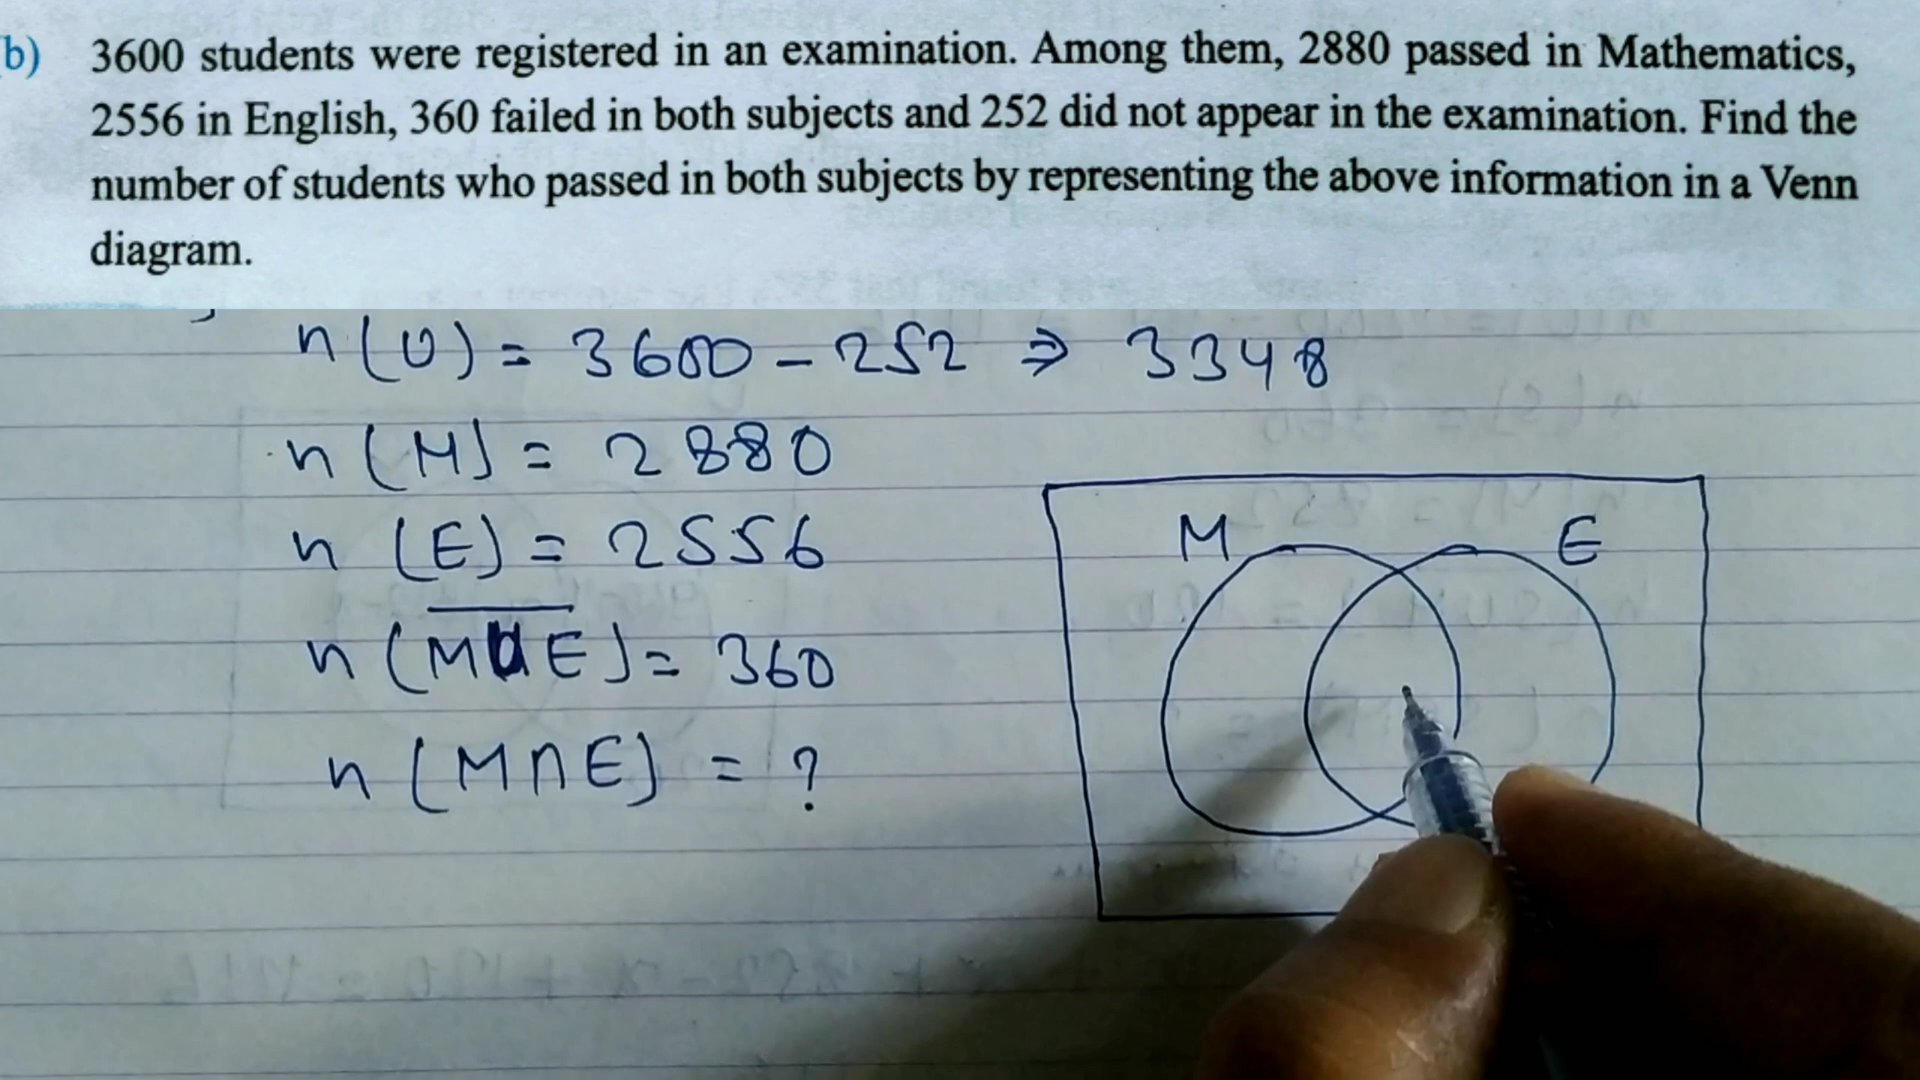 b) 3600 students were registered in an examination. Among them, 2880 passed in Mathematics,
2556 in English, 360 failed in both subjects and 252 did not appear in the examination. Find the
number of students who passed in both subjects by representing the above information in a Venn
diagram.
n(U) = 3600 - 252 ⇒ 3348
n(M) = 2880
n(E) = 2556
n(M̅∪̅E̅) = 360
n(M∩E) = ?
M E